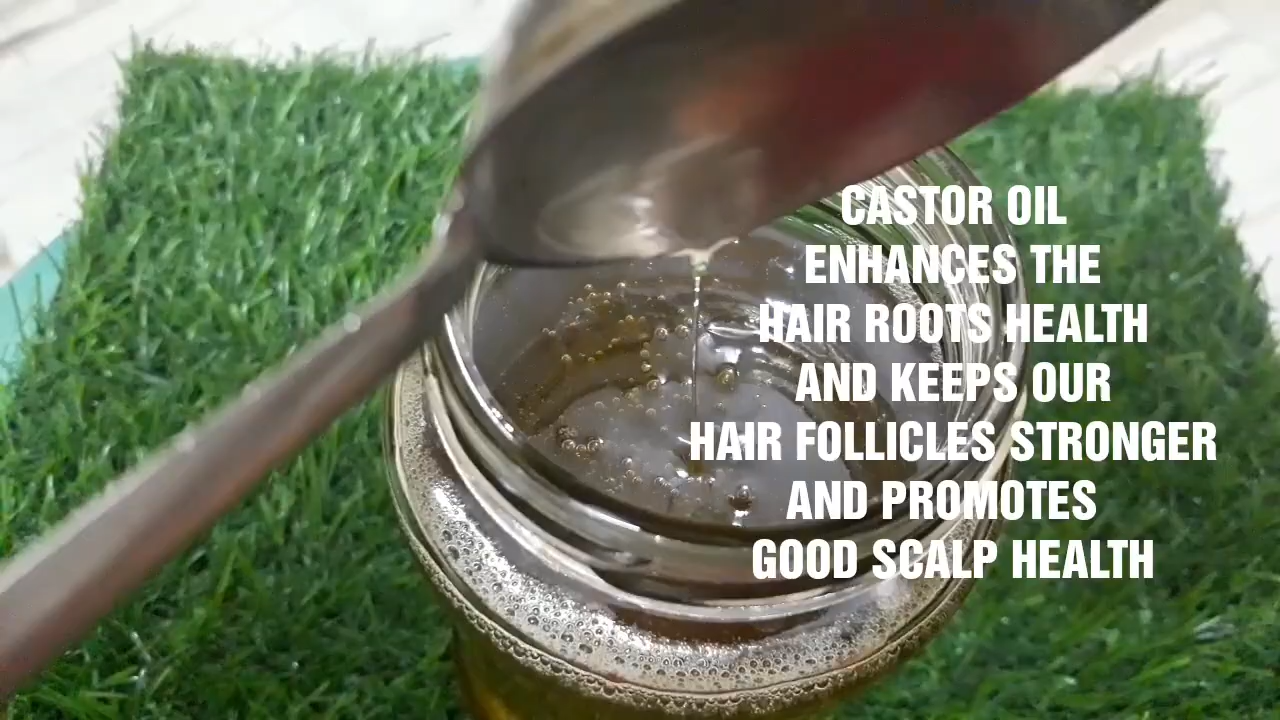 CASTOR OIL
ENHANCES THE
HAIR ROOTS HEALTH
AND KEEPS OUR
HAIR FOLLICLES STRONGER
AND PROMOTES
GOOD SCALP HEALTH